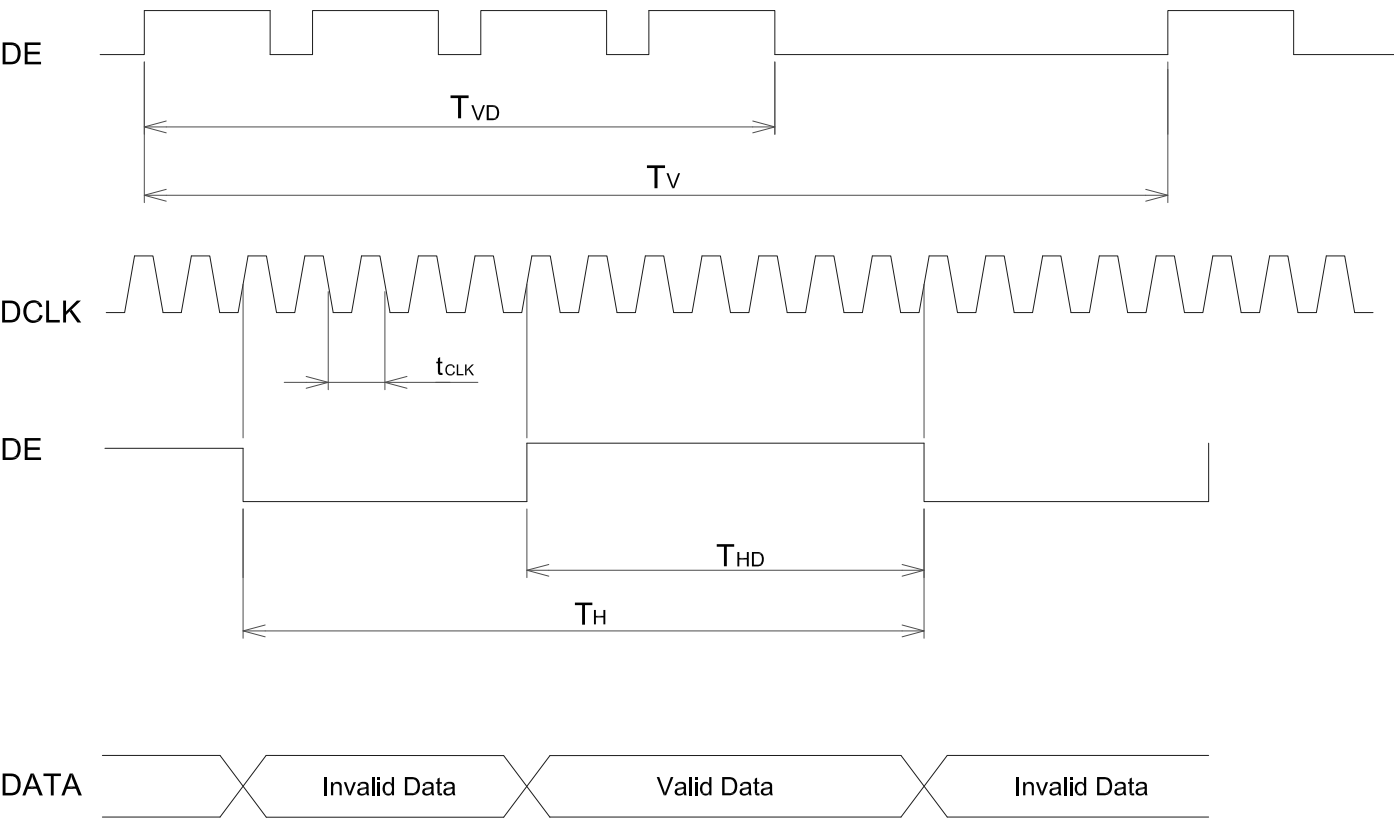 DE
TVD
TV
DCLK
tCLK
DE
THD
TH
DATA
Invalid Data
Valid Data
Invalid Data